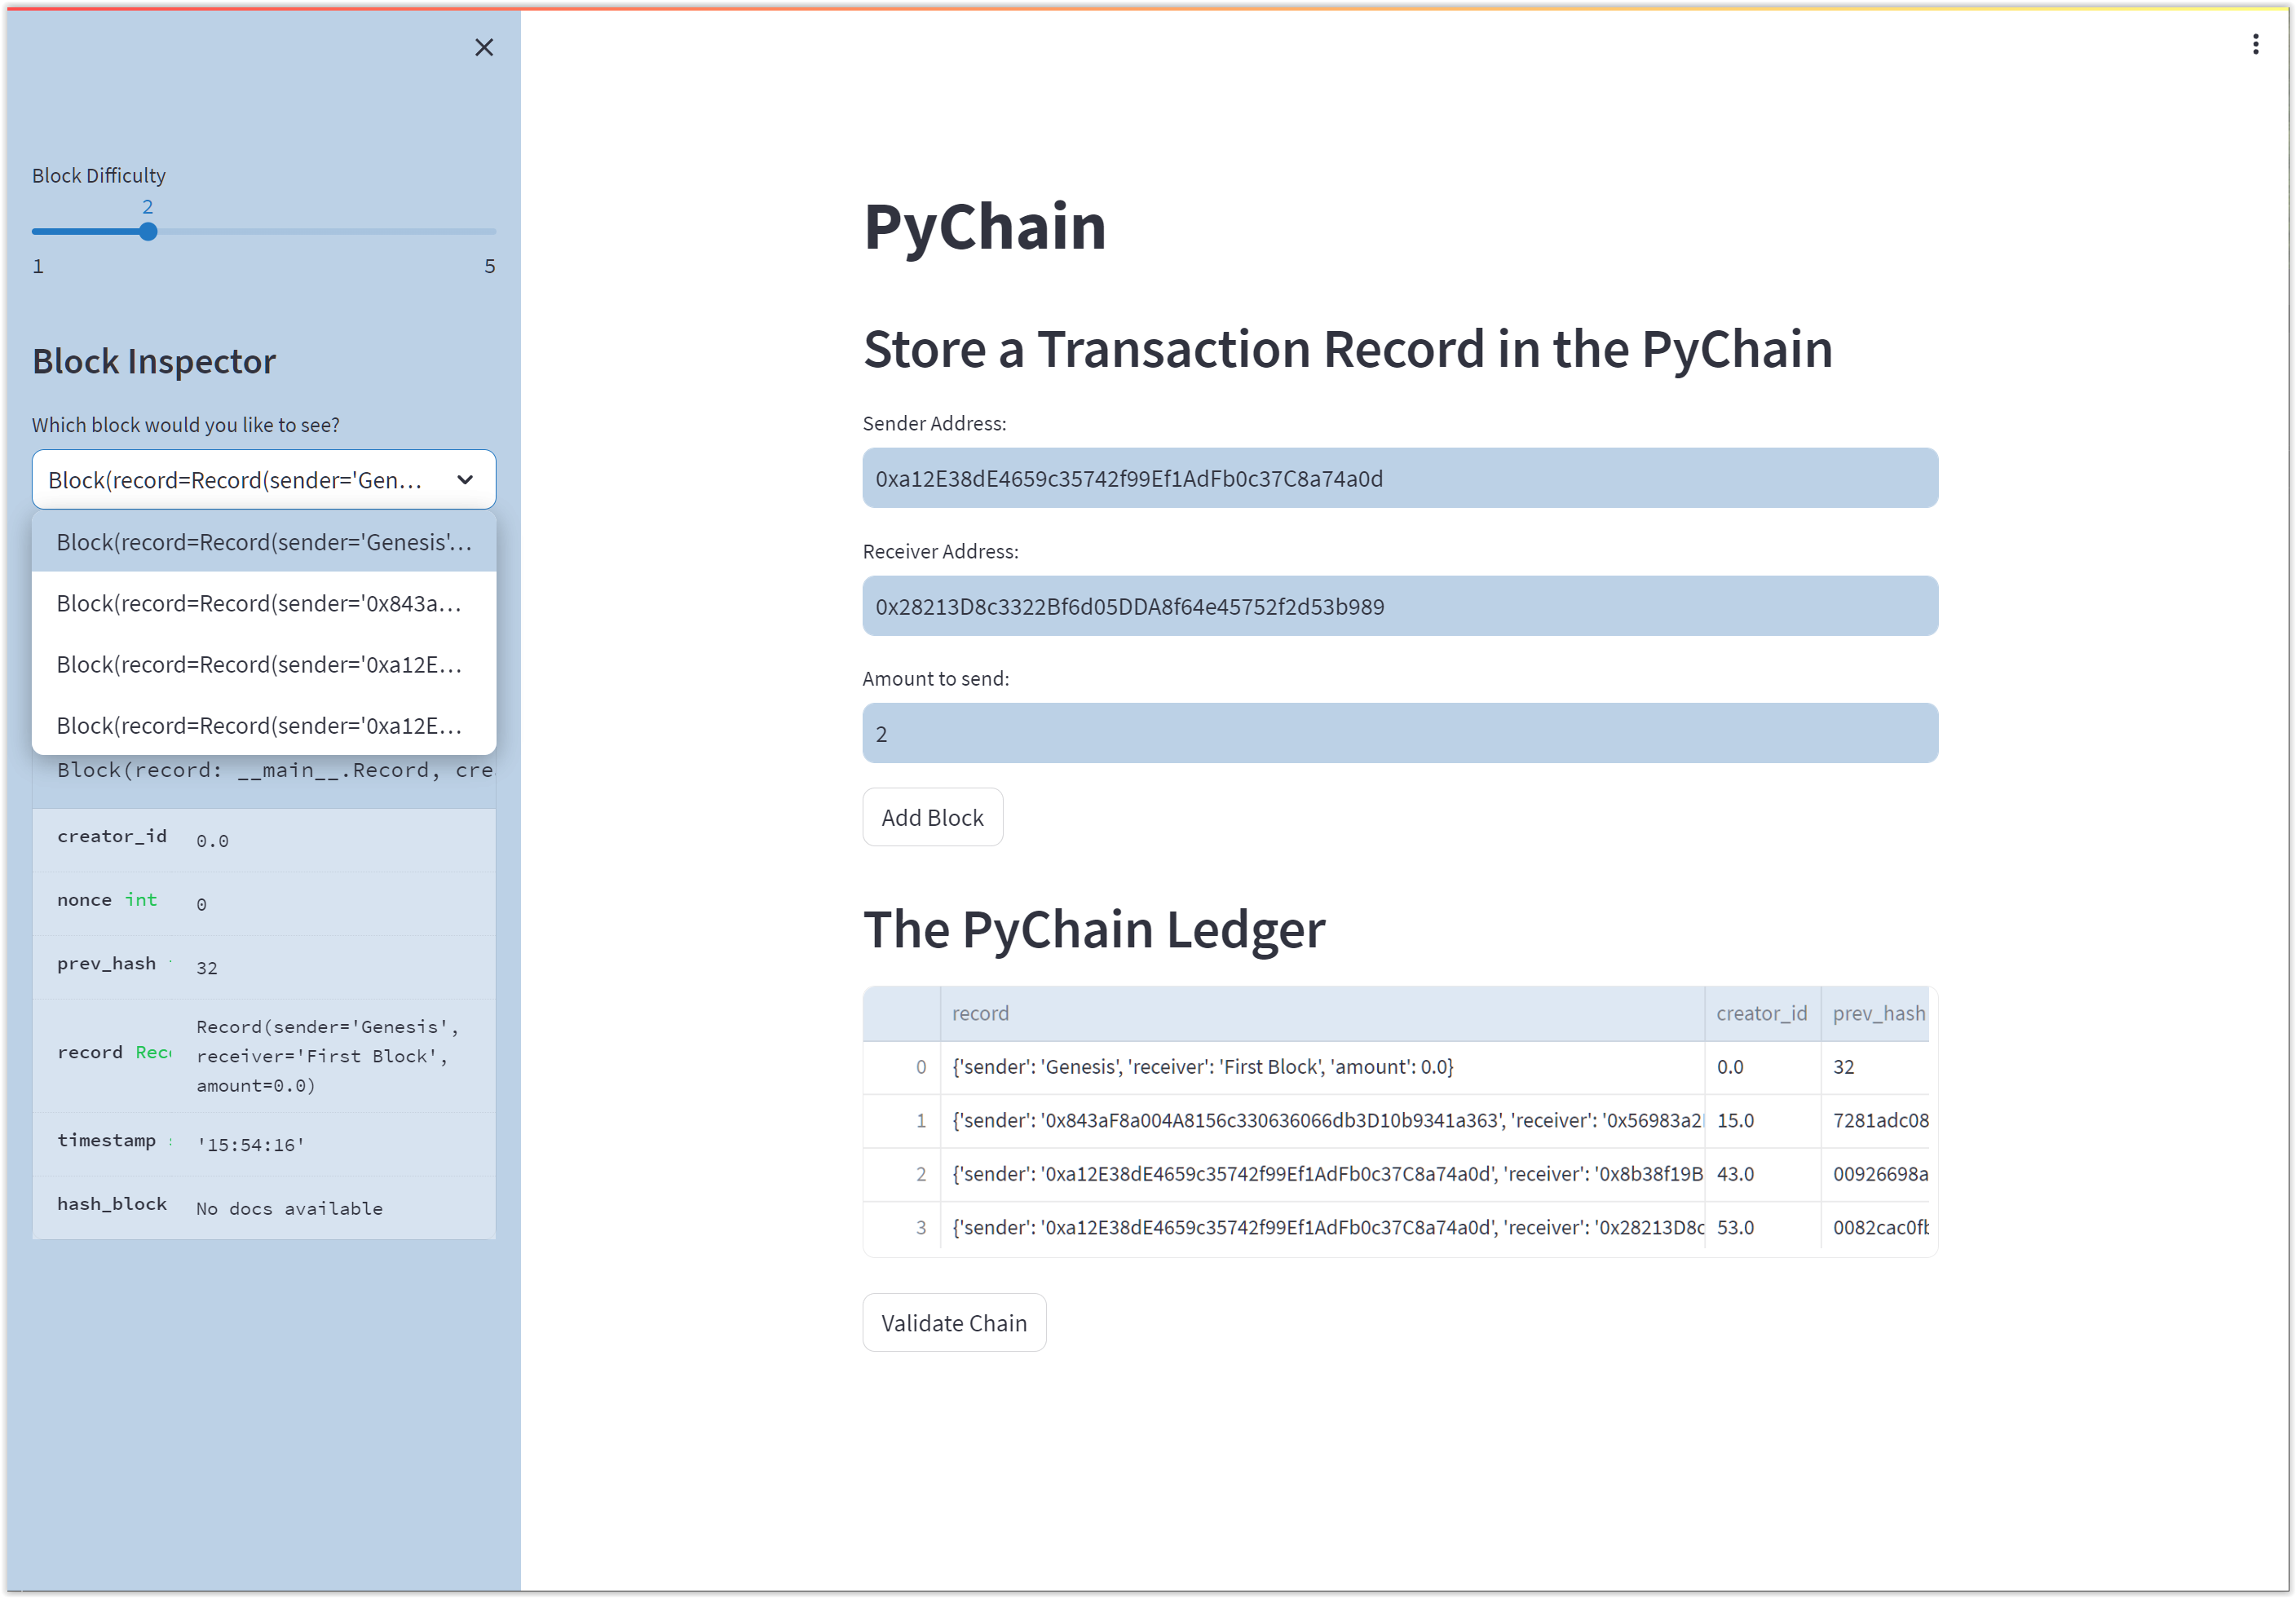 Block Difficulty
2
1 5
Block Inspector
Which block would you like to see?
Block(record=Record(sender='Gen...
Block(record=Record(sender='Genesis'...
Block(record=Record(sender='0x843a...
Block(record=Record(sender='0xa12E...
Block(record=Record(sender='0xa12E...
Block(record: __main__.Record, cre
creator_id 0.0
nonce int 0
prev_hash 32
record Rec
Record(sender='Genesis',
receiver='First Block',
amount=0.0)
timestamp '15:54:16'
hash_block No docs available
PyChain
Store a Transaction Record in the PyChain
Sender Address:
0xa12E38dE4659c35742f99Ef1AdFb0c37C8a74a0d
Receiver Address:
0x28213D8c3322Bf6d05DDA8f64e45752f2d53b989
Amount to send:
2
Add Block
The PyChain Ledger
record creator_id prev_hash
0 {'sender': 'Genesis', 'receiver': 'First Block', 'amount': 0.0} 0.0 32
1 {'sender': '0x843aF8a004A8156c330636066db3D10b9341a363', 'receiver': '0x56983a2 15.0 7281adc08
2 {'sender': '0xa12E38dE4659c35742f99Ef1AdFb0c37C8a74a0d', 'receiver': '0x8b38f19B 43.0 00926698a
3 {'sender': '0xa12E38dE4659c35742f99Ef1AdFb0c37C8a74a0d', 'receiver': '0x28213D8c 53.0 0082cac0fb
Validate Chain